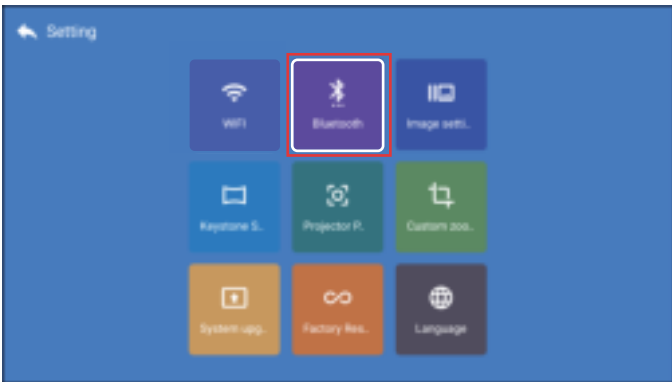 Setting
WIFI
Bluetooth
Image setti..
Keystone S..
Projector P..
Custom zoo..
System upg..
Factory Res..
Language